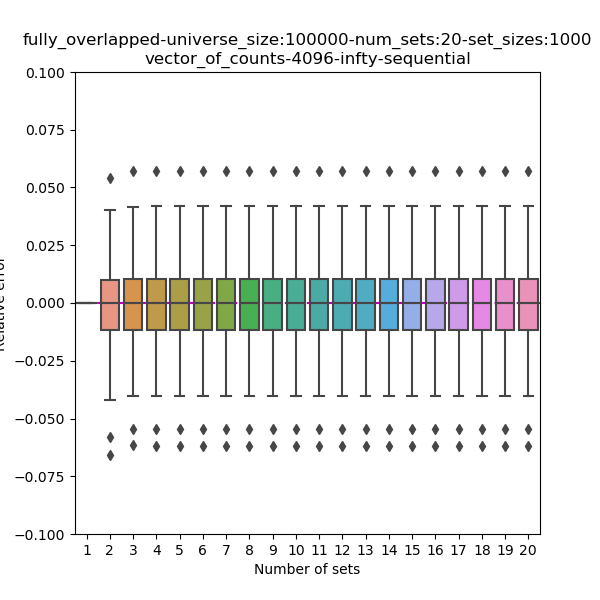 fully_overlapped-universe_size:100000-num_sets:20-set_sizes:1000
vector_of_counts-4096-infty-sequential
0.100
0.075
0.050
0.025
0.000
−0.025
−0.050
−0.075
−0.100
Relative error
1 2 3 4 5 6 7 8 9 10 11 12 13 14 15 16 17 18 19 20
Number of sets